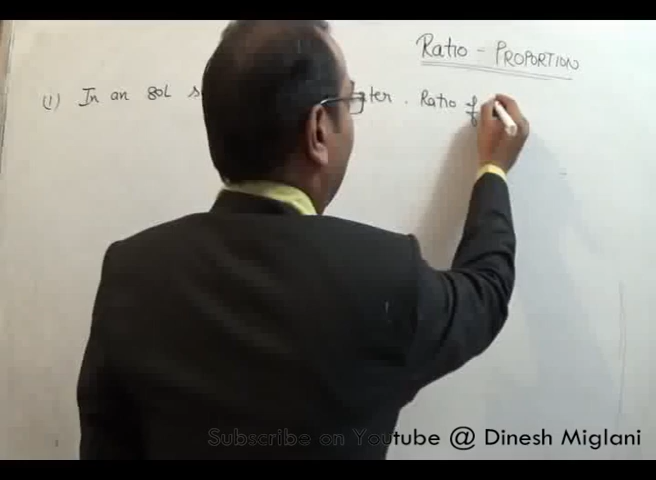 Ratio - PROPORTION
(1) In an 80L s ter. Ratio of
Subscribe on Youtube @ Dinesh Miglani